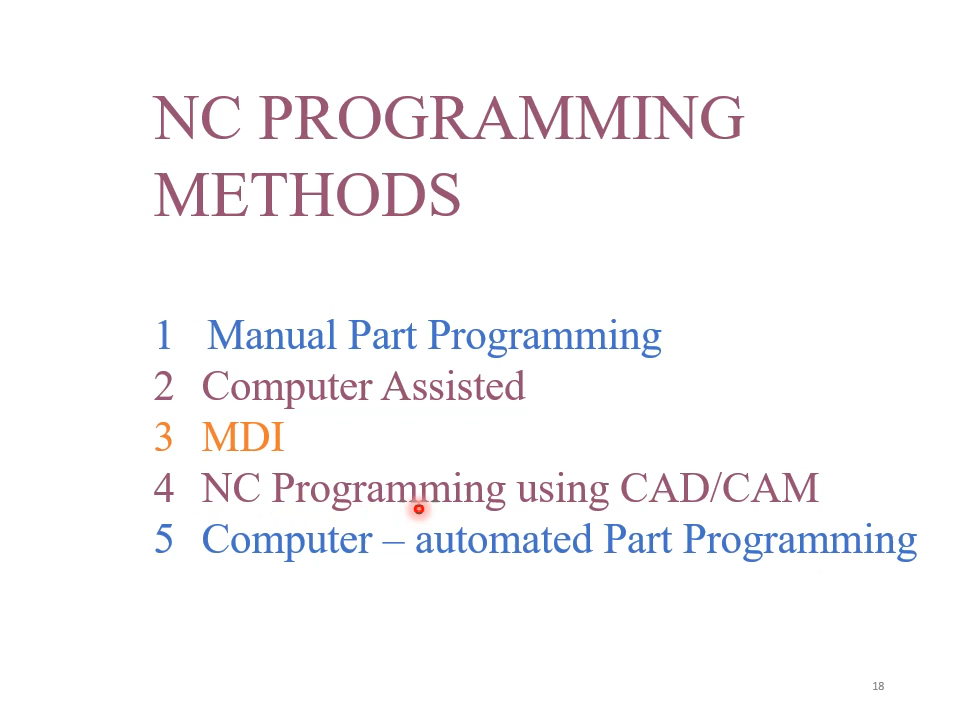 NC PROGRAMMING
METHODS
1 Manual Part Programming
2 Computer Assisted
3 MDI
4 NC Programming using CAD/CAM
5 Computer – automated Part Programming
18